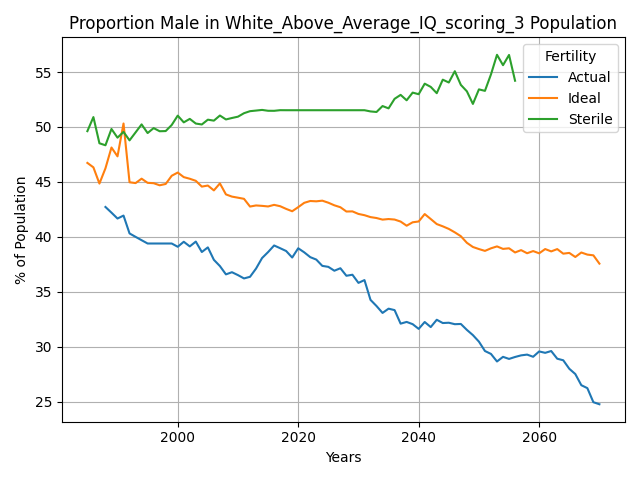 Proportion Male in White_Above_Average_IQ_scoring_3 Population
Fertility
Actual
Ideal
Sterile
% of Population
55
50
45
40
35
30
25
2000
2020
2040
2060
Years